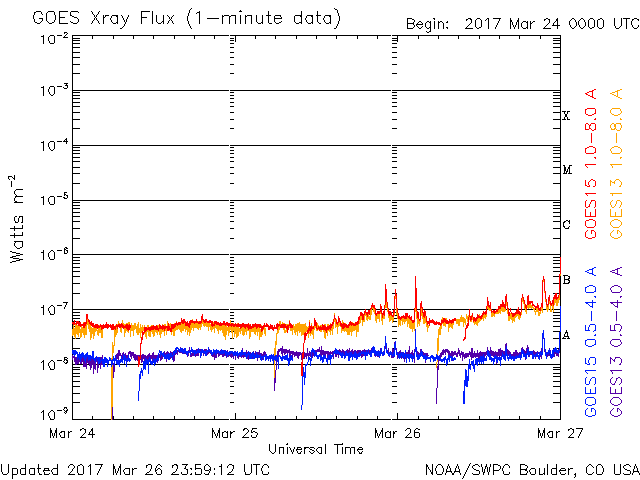 GOES Xray Flux (1-minute data)
Begin: 2017 Mar 24 0000 UTC
10⁻²
10⁻³
10⁻⁴
10⁻⁵
10⁻⁶
10⁻⁷
10⁻⁸
10⁻⁹
Watts m⁻²
X
M
C
B
A
GOES15 1.0-8.0 A
GOES13 1.0-8.0 A
GOES15 0.5-4.0 A
GOES13 0.5-4.0 A
Mar 24
Mar 25
Mar 26
Mar 27
Universal Time
Updated 2017 Mar 26 23:59:12 UTC
NOAA/SWPC Boulder, CO USA